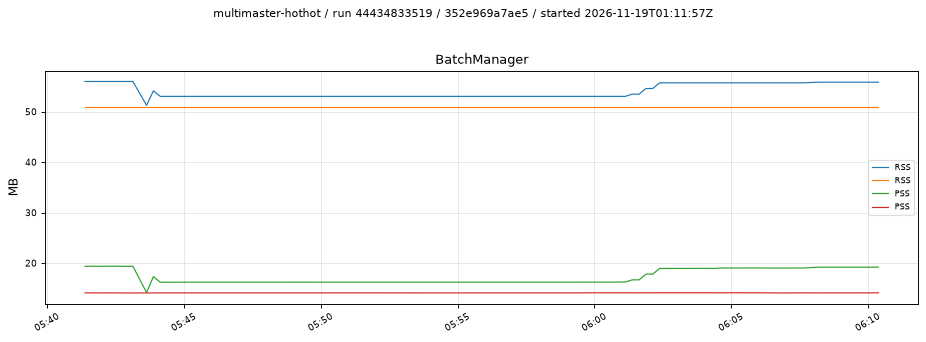 multimaster-hothot / run 44434833519 / 352e969a7ae5 / started 2026-11-19T01:11:57Z
BatchManager
MB
50
40
30
20
RSS
RSS
PSS
PSS
05:40
05:45
05:50
05:55
06:00
06:05
06:10